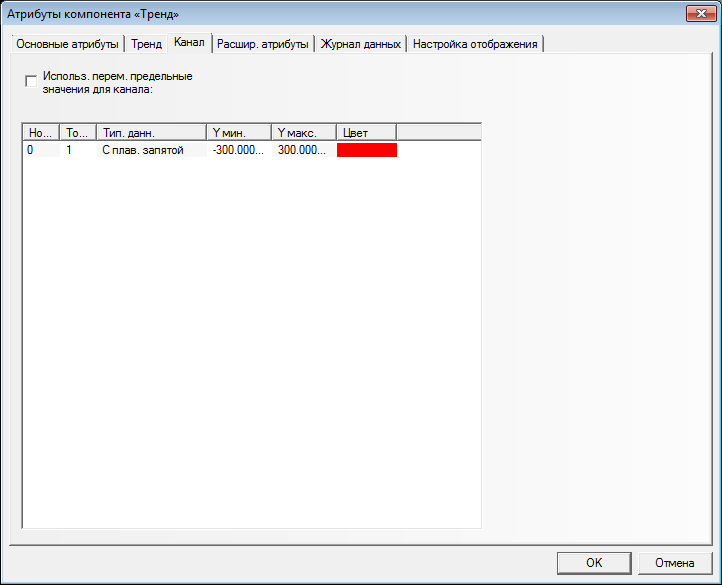 Атрибуты компонента «Тренд»
Основные атрибуты Тренд Канал Расшир. атрибуты Журнал данных Настройка отображения
Использ. перем. предельные
значения для канала:
Но... То... Тип. данн. Y мин. Y макс. Цвет
0 1 С плав. запятой -300.000... 300.000...
OK Отмена